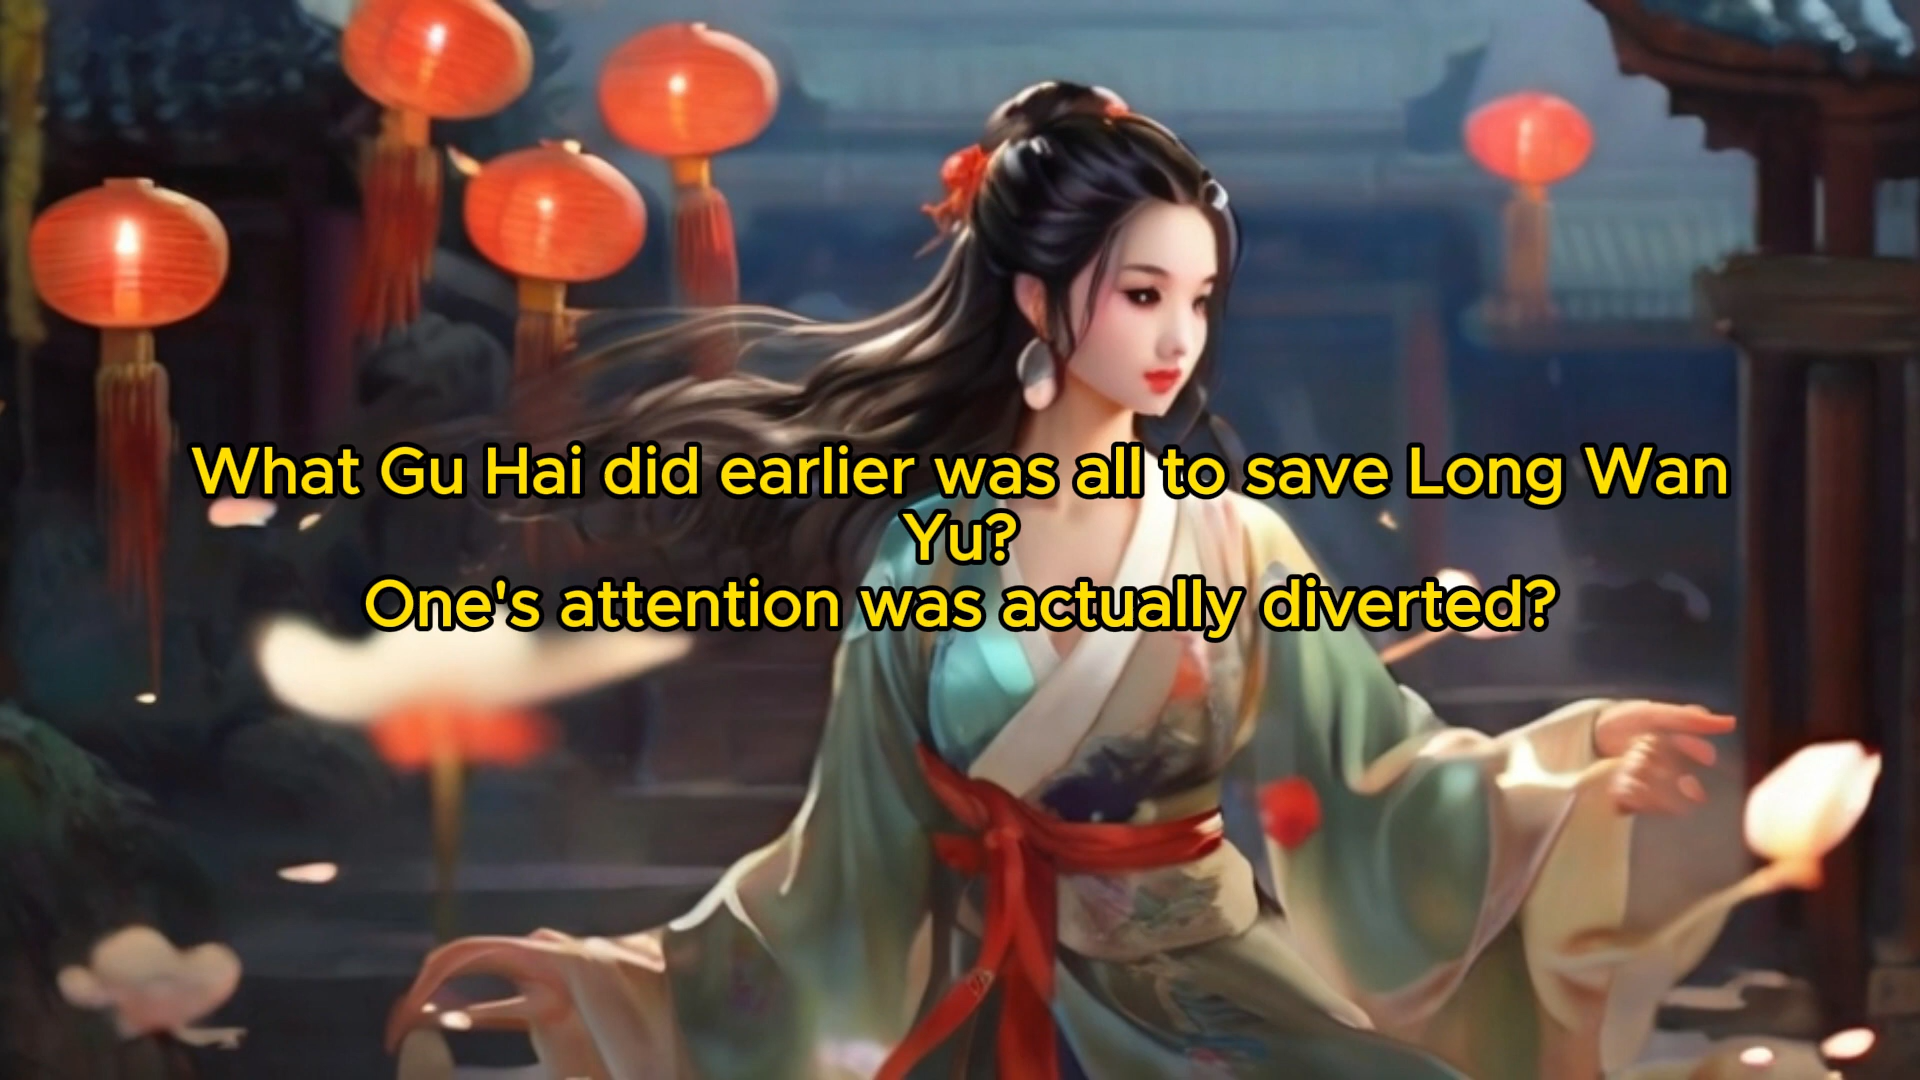 What Gu Hai did earlier was all to save Long Wan
Yu?
One's attention was actually diverted?